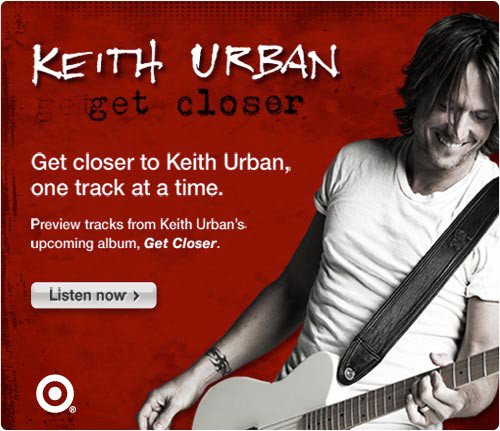 KEITH URBAN
get closer
Get closer to Keith Urban,
one track at a time.
Preview tracks from Keith Urban's
upcoming album, Get Closer.
Listen now >
®